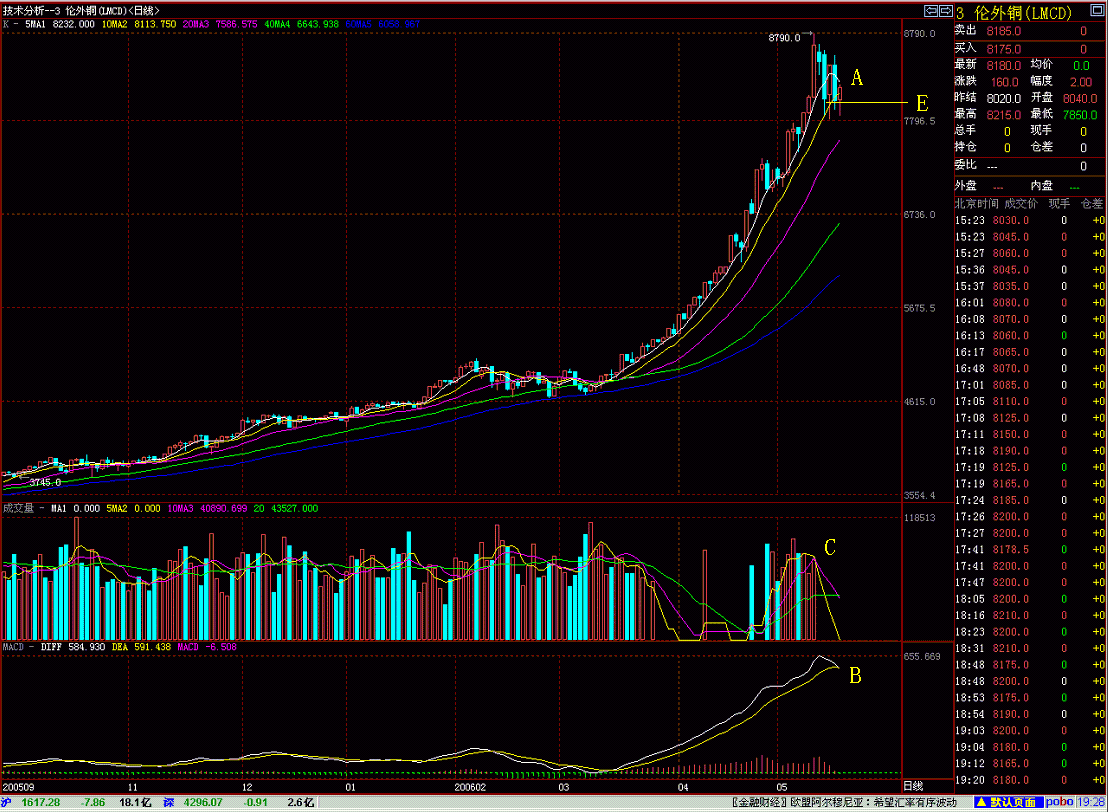 技术分析--3 伦外铜(LMCD)<日线>
K - 5MA1 8232.000 10MA2 8113.750 20MA3 7586.575 40MA4 6643.938
8790.0
8790.0
A
E
7796.5
6736.0
5675.5
4615.0
3745.0
3554.4
成交量 - MA1 0.000 5MA2 0.000 10MA3 40890.699 20 43527.000
118513
C
MACD - DIFF 584.930 DEA 591.438 MACD -6.508
655.669
B
200509 11 12 01 200602 03 04 05 日线
3 伦外铜(LMCD)
卖出 8185.0 0
买入 8175.0 0
最新 8180.0 均价 0.0
涨跌 160.0 幅度 2.00
昨结 8020.0 开盘 8040.0
最高 8215.0 最低 7850.0
总手 0 现手 0
持仓 0 仓差 0
委比 --- 0
外盘 --- 内盘 ---
北京时间 成交价 现手 仓差
15:23 8030.0 0 +0
15:23 8045.0 0 +0
15:27 8060.0 0 +0
15:36 8045.0 0 +0
15:37 8035.0 0 +0
16:01 8080.0 0 +0
16:08 8070.0 0 +0
16:13 8060.0 0 +0
16:17 8065.0 0 +0
16:48 8070.0 0 +0
17:01 8085.0 0 +0
17:05 8110.0 0 +0
17:08 8125.0 0 +0
17:11 8150.0 0 +0
17:18 8190.0 0 +0
17:19 8125.0 0 +0
17:19 8165.0 0 +0
17:24 8185.0 0 +0
17:26 8200.0 0 +0
17:27 8200.0 0 +0
17:41 8178.5 0 +0
17:41 8200.0 0 +0
17:47 8200.0 0 +0
18:05 8200.0 0 +0
18:16 8210.0 0 +0
18:23 8200.0 0 +0
18:31 8210.0 0 +0
18:48 8175.0 0 +0
18:48 8200.0 0 +0
18:53 8175.0 0 +0
18:54 8190.0 0 +0
19:03 8200.0 0 +0
19:04 8180.0 0 +0
19:12 8165.0 0 +0
19:20 8180.0 0 +0
沪 1617.28 -7.86 18.1亿 深 4296.07 -0.91 2.6亿
【金融财经】欧盟阿尔穆尼亚：希望汇率有序波动
默认页面 pobo 19:28